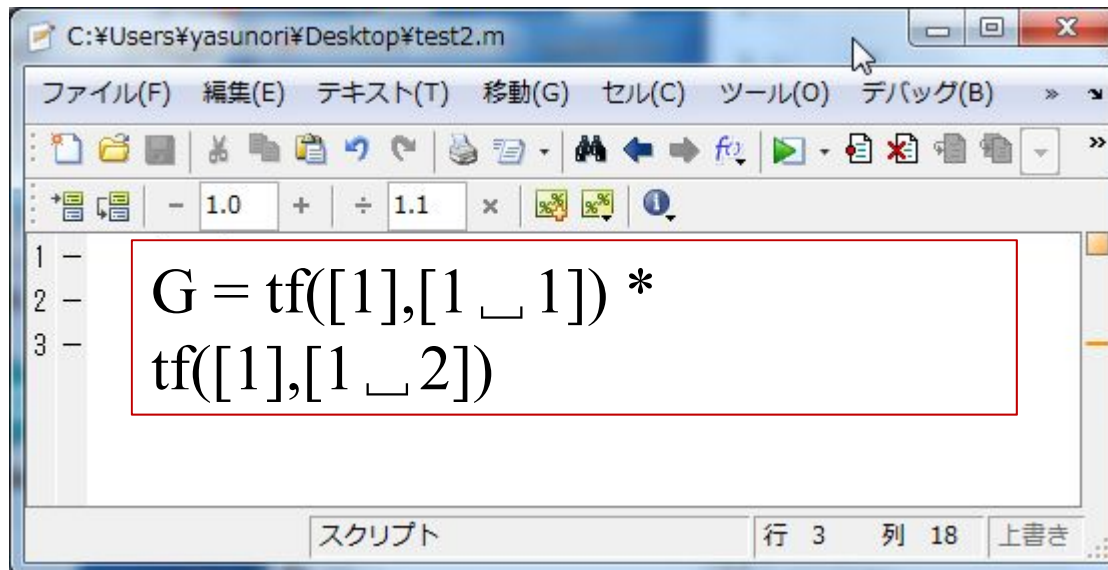 C:¥Users¥yasunori¥Desktop¥test2.m
ファイル(F) 編集(E) テキスト(T) 移動(G) セル(C) ツール(O) デバッグ(B) »
»
− 1.0 + ÷ 1.1 ×
1 −
2 −
3 −
G = tf([1],[1 ␣ 1]) *
tf([1],[1 ␣ 2])
スクリプト 行 3 列 18 上書き